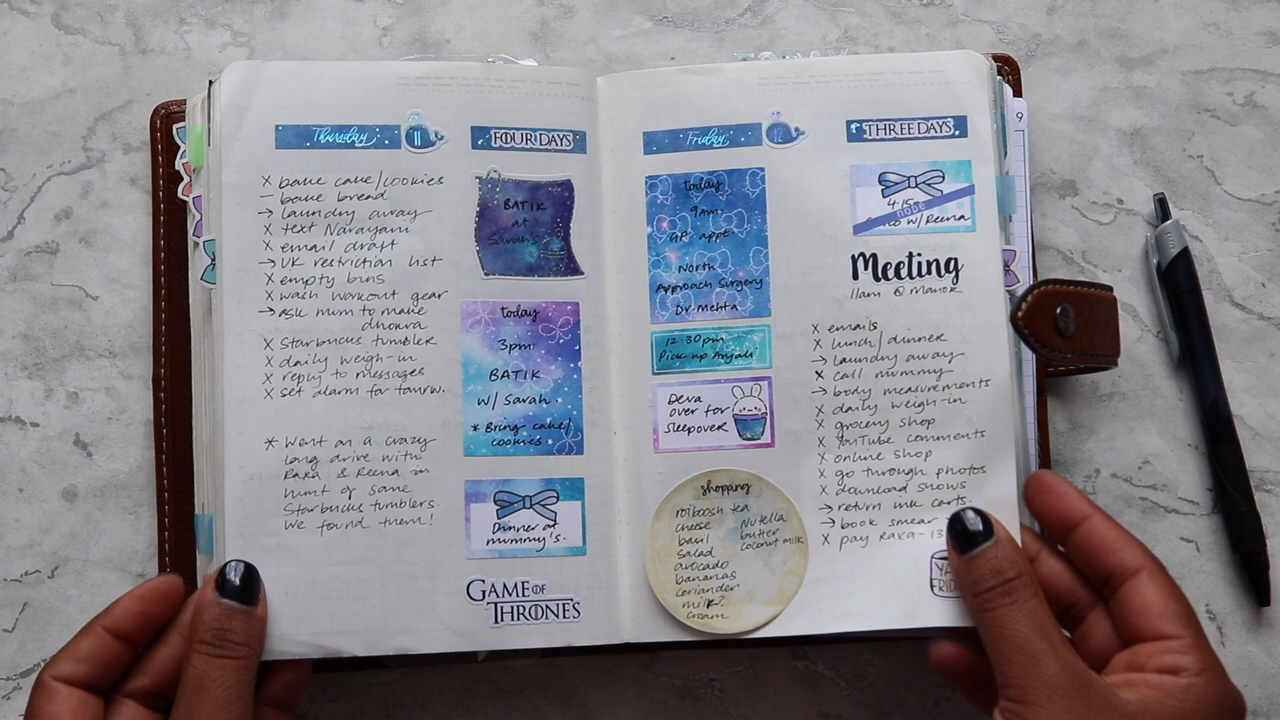 Thursday
11
FOUR DAYS
x bake cake/cookies
– bake bread
→ laundry away
x text Narayani
x email draft
→ UK restriction list
x empty bins
x wash workout gear
→ ask mum to make
dhokra
x Starbucks tumbler
x daily weigh-in
x reply to messages
x set alarm for tomrw.
* Went on a crazy
long drive with
Raka & Reena in
hunt of some
Starbucks tumblers.
We found them!
BATIK
at
Sarah's
today
3pm:
BATIK
w/ Sarah.
* Bring cake/
cookies.
Dinner at
mummy's.
GAME OF
THRONES
Friday
12
THREE DAYS
today
9am:
GP appt.
North
Approach Surgery
Dr. Mehta
12:30pm
Pick up Anjali
Deva
over for
sleepover
shopping
roiboosh tea
cheese
basil
salad
avocado
bananas
coriander
milk?
cream
Nutella
butter
coconut milk
4:15
nope
w/ Reena
Meeting
11am @ Manor
x emails
x lunch/dinner
→ laundry away
x call mummy
→ body measurements
x daily weigh-in
x grocery shop
x YouTube comments
x online shop
x go through photos
x download shows
→ return ink carts.
→ book smear
x pay Raka - 13
9